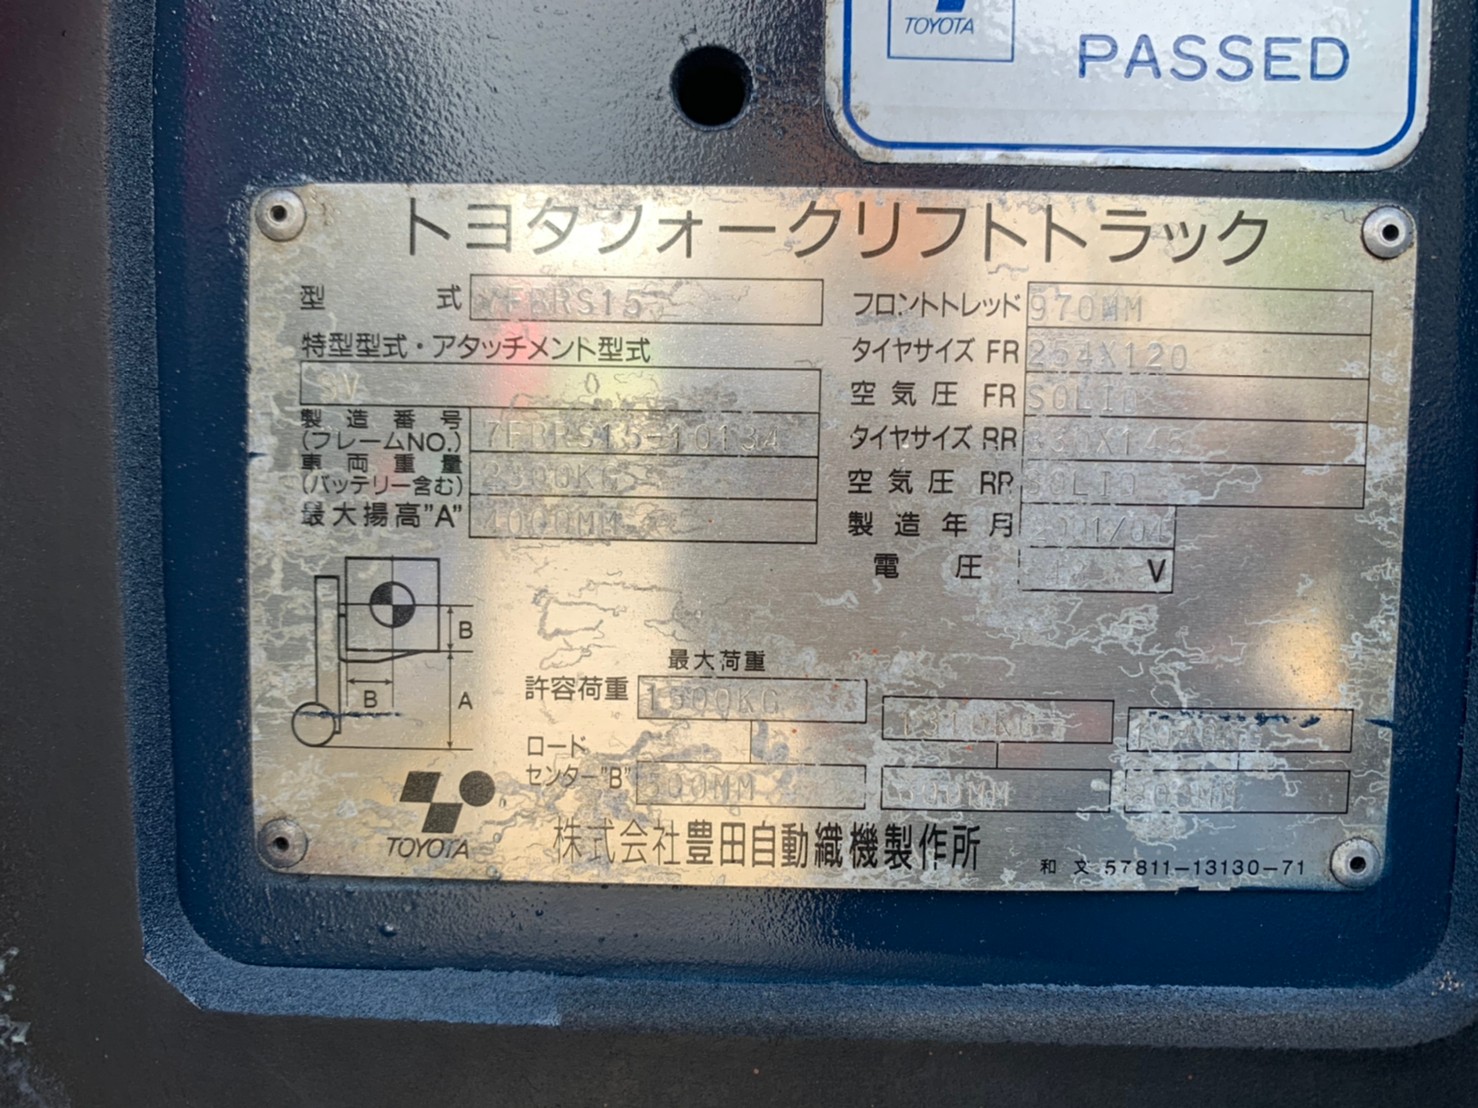 TOYOTA
PASSED
トヨタフォークリフトトラック
型式 7FBRS15
フロントトレッド 970MM
特型型式・アタッチメント型式
タイヤサイズ FR 254X120
空気圧 FR SOLID
製造番号
(フレームNO.)
タイヤサイズ RR
車両重量 2300KG
(バッテリー含む)
空気圧 RR SOLID
最大揚高"A" 4000MM
製造年月
電圧 V
B
B
A
最大荷重
許容荷重 1500KG
ロード
センター"B" 500MM
TOYOTA
株式会社豊田自動織機製作所
和文 57811-13130-71